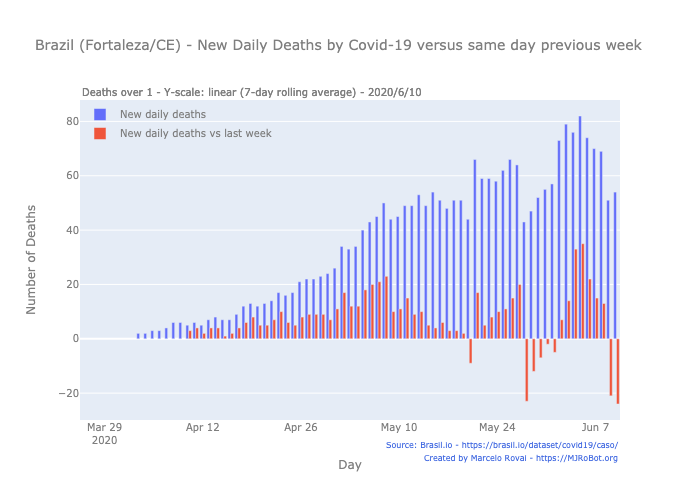 Brazil (Fortaleza/CE) - New Daily Deaths by Covid-19 versus same day previous week
Deaths over 1 - Y-scale: linear (7-day rolling average) - 2020/6/10
New daily deaths
New daily deaths vs last week
80
60
40
20
0
−20
Number of Deaths
Mar 29 Apr 12 Apr 26 May 10 May 24 Jun 7
2020
Source: Brasil.io - https://brasil.io/dataset/covid19/caso/
Created by Marcelo Rovai - https://MJRoBot.org
Day